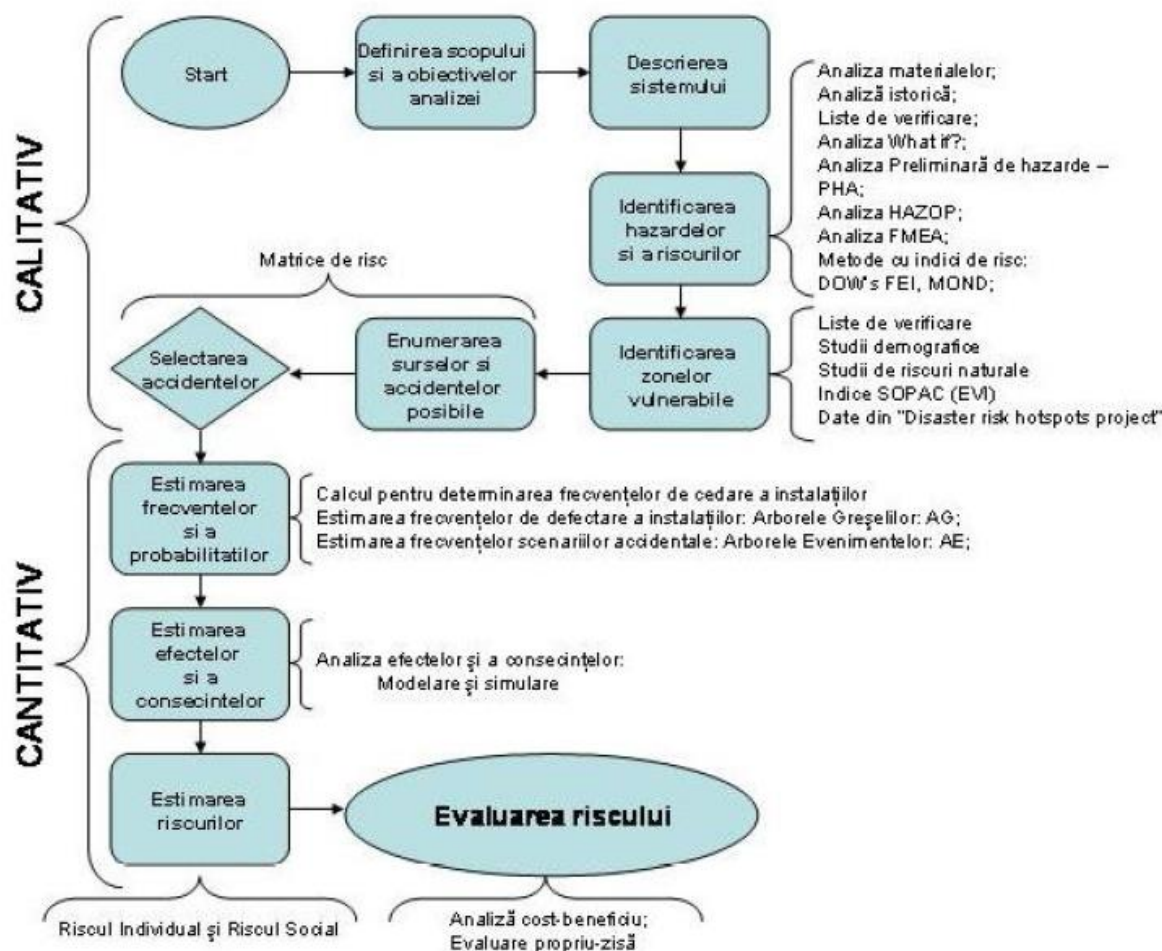 CALITATIV
Start
Definirea scopului
si a obiectivelor
analizei
Descrierea
sistemului
Identificarea
hazardelor
si a riscurilor
Analiza materialelor;
Analiză istorică;
Liste de verificare;
Analiza What if?;
Analiza Preliminară de hazarde –
PHA;
Analiza HAZOP;
Analiza FMEA;
Metode cu indici de risc:
DOW's FEI, MOND;
Matrice de risc
Selectarea
accidentelor
Enumerarea
surselor si
accidentelor
posibile
Identificarea
zonelor
vulnerabile
Liste de verificare
Studii demografice
Studii de riscuri naturale
Indice SOPAC (EVI)
Date din "Disaster risk hotspots project"
CANTITATIV
Estimarea
frecventelor
si a
probabilitatilor
Calcul pentru determinarea frecvențelor de cedare a instalațiilor
Estimarea frecvențelor de defectare a instalațiilor: Arborele Greşelilor: AG;
Estimarea frecvențelor scenariilor accidentale: Arborele Evenimentelor: AE;
Estimarea
efectelor
si a
consecintelor
Analiza efectelor şi a consecințelor:
Modelare şi simulare
Estimarea
riscurilor
Evaluarea riscului
Riscul Individual şi Riscul Social
Analiză cost-beneficiu;
Evaluare propriu-zisă